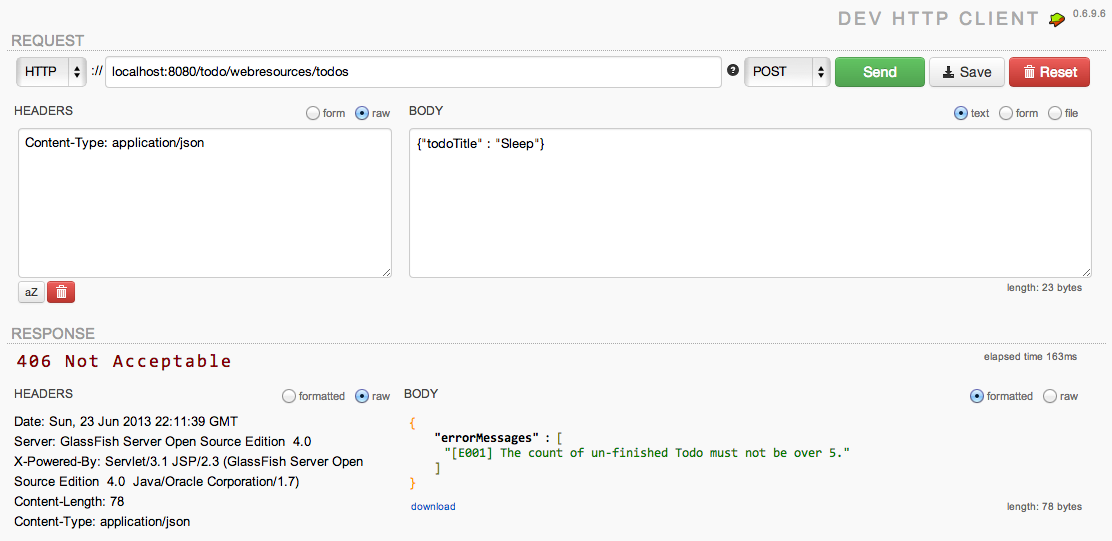 DEV HTTP CLIENT 0.6.9.6
REQUEST
HTTP :// localhost:8080/todo/webresources/todos ? POST Send Save Reset
HEADERS form raw BODY text form file
Content-Type: application/json {"todoTitle" : "Sleep"}
aZ length: 23 bytes
RESPONSE
406 Not Acceptable elapsed time 163ms
HEADERS formatted raw BODY formatted raw
Date: Sun, 23 Jun 2013 22:11:39 GMT {
Server: GlassFish Server Open Source Edition 4.0 "errorMessages" : [
X-Powered-By: Servlet/3.1 JSP/2.3 (GlassFish Server Open "[E001] The count of un-finished Todo must not be over 5."
Source Edition 4.0 Java/Oracle Corporation/1.7) ]
}
Content-Length: 78 download length: 78 bytes
Content-Type: application/json